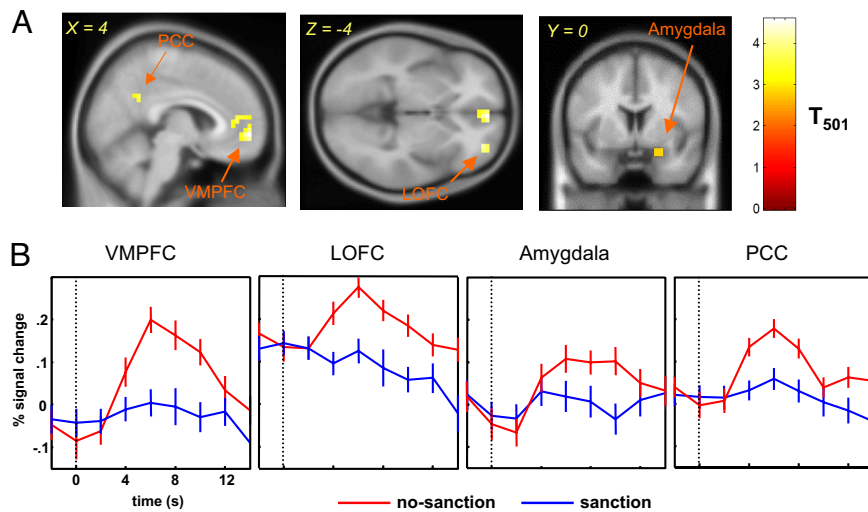 A
X = 4
PCC
VMPFC
Z = -4
LOFC
Y = 0
Amygdala
4
3
2
1
0
T501
B
VMPFC
LOFC
Amygdala
PCC
% signal change
.2
.1
0
-.1
0
4
8
12
time (s)
no-sanction
sanction